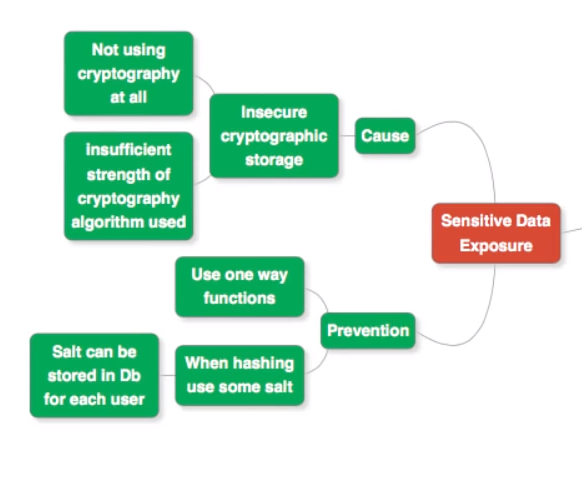 Not using
cryptography
at all
insufficient
strength of
cryptography
algorithm used
Insecure
cryptographic
storage
Cause
Sensitive Data
Exposure
Use one way
functions
Prevention
When hashing
use some salt
Salt can be
stored in Db
for each user